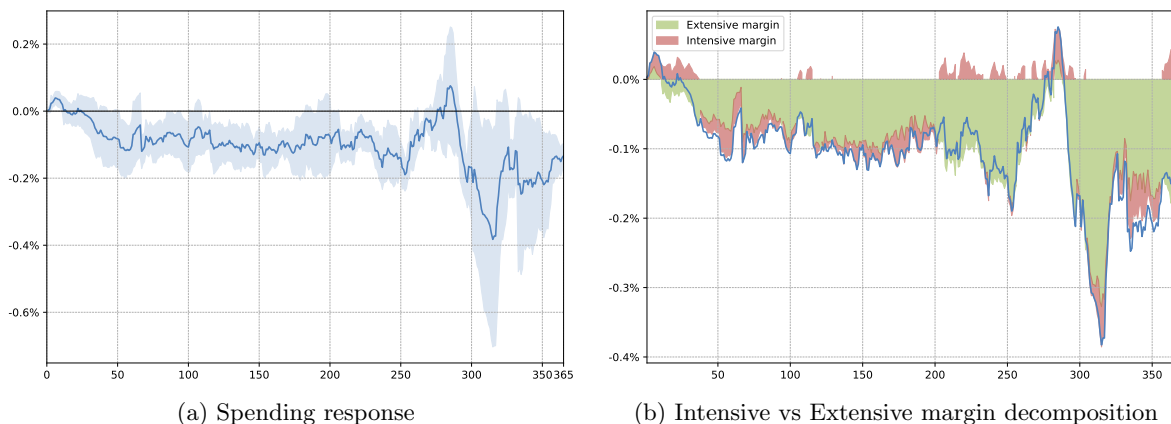 0.2%
0.0%
-0.2%
-0.4%
-0.6%
0 50 100 150 200 250 300 350 365
(a) Spending response
Extensive margin
Intensive margin
0.0%
-0.1%
-0.2%
-0.3%
-0.4%
50 100 150 200 250 300 350
(b) Intensive vs Extensive margin decomposition